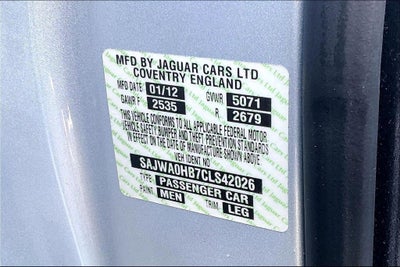 MFD BY JAGUAR CARS LTD
COVENTRY ENGLAND
MFD DATE 01/12 GVWR 5071
GAWR F 2535 R 2679
THIS VEHICLE CONFORMS TO ALL APPLICABLE FEDERAL MOTOR
VEHICLE SAFETY BUMPER AND THEFT PREVENTION STANDARDS
IN EFFECT ON THE DATE OF MANUFACTURE SHOWN ABOVE
VEH IDENT NO
SAJWA0HB7CLS42026
TYPE: PASSENGER CAR
PAINT: MEN TRIM: LEG